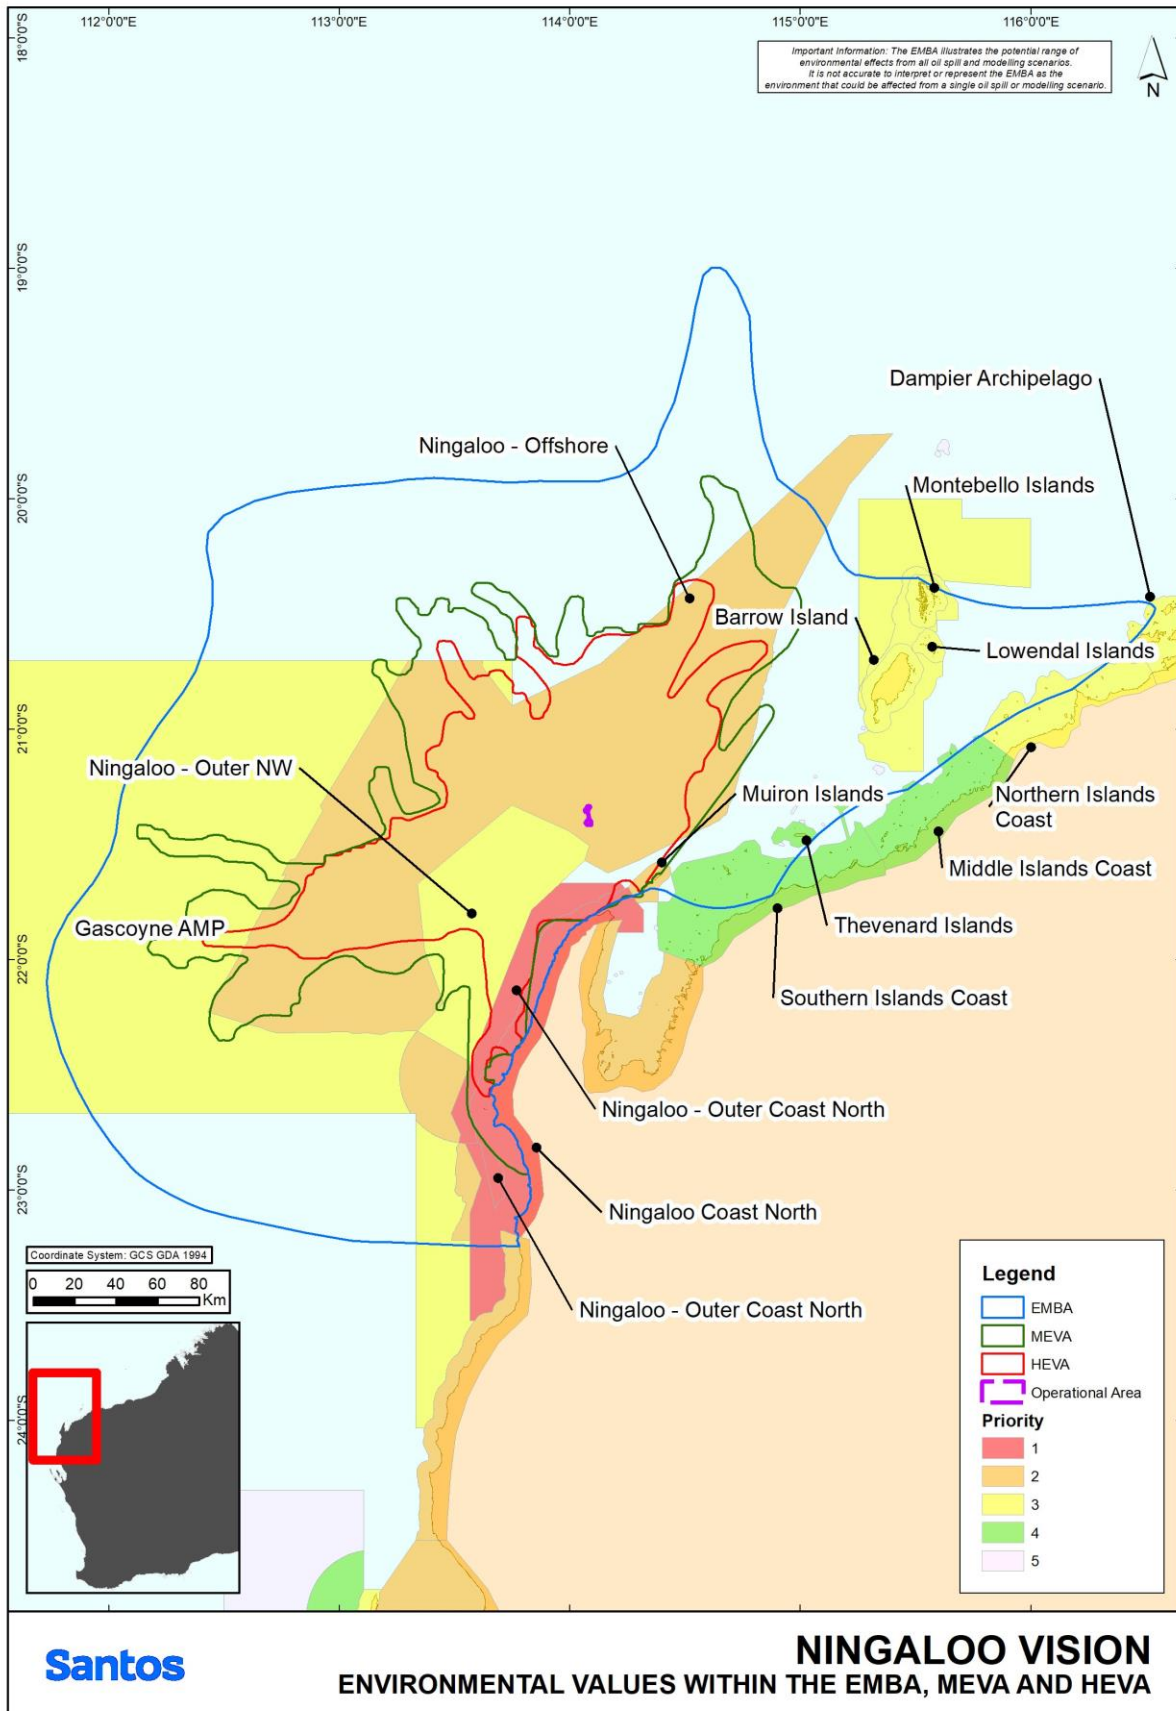 112°0'0"E
113°0'0"E
114°0'0"E
115°0'0"E
116°0'0"E
18°0'0"S
19°0'0"S
20°0'0"S
21°0'0"S
22°0'0"S
23°0'0"S
24°0'0"S
Important Information: The EMBA illustrates the potential range of
environmental effects from all oil spill and modelling scenarios.
It is not accurate to interpret or represent the EMBA as the
environment that could be affected from a single oil spill or modelling scenario.
N
Dampier Archipelago
Ningaloo - Offshore
Montebello Islands
Barrow Island
Lowendal Islands
Ningaloo - Outer NW
Muiron Islands
Northern Islands
Coast
Middle Islands Coast
Gascoyne AMP
Thevenard Islands
Southern Islands Coast
Ningaloo - Outer Coast North
Ningaloo Coast North
Ningaloo - Outer Coast North
Coordinate System: GCS GDA 1994
0 20 40 60 80
Km
Legend
EMBA
MEVA
HEVA
Operational Area
Priority
1
2
3
4
5
Santos
NINGALOO VISION
ENVIRONMENTAL VALUES WITHIN THE EMBA, MEVA AND HEVA